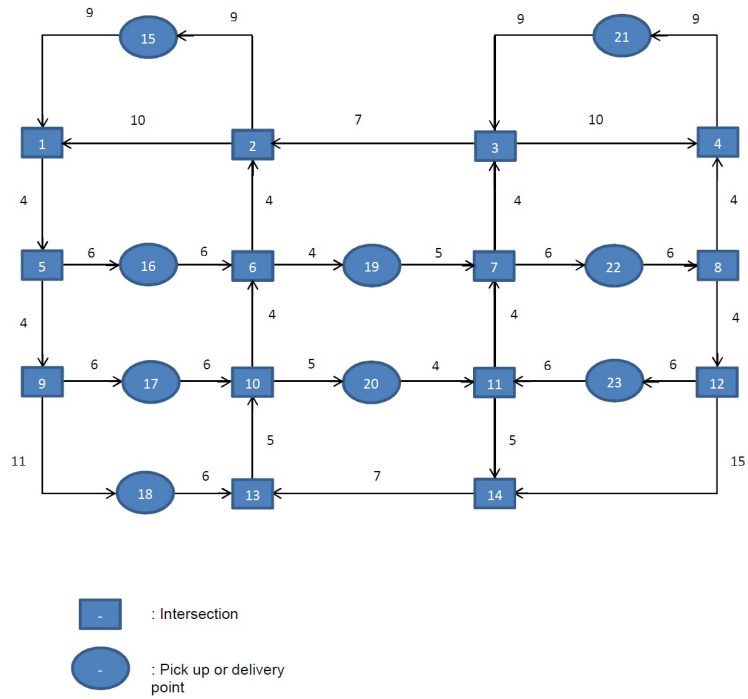 9 9 9 9
15 21
10 7 10
1 2 3 4
4 4 4 4
6 6 4 5 6 6
5 16 6 19 7 22 8
4 4 4 4
6 6 5 4 6 6
9 17 10 20 11 23 12
11 5 5 15
6 7
18 13 14
- : Intersection
- : Pick up or delivery
point